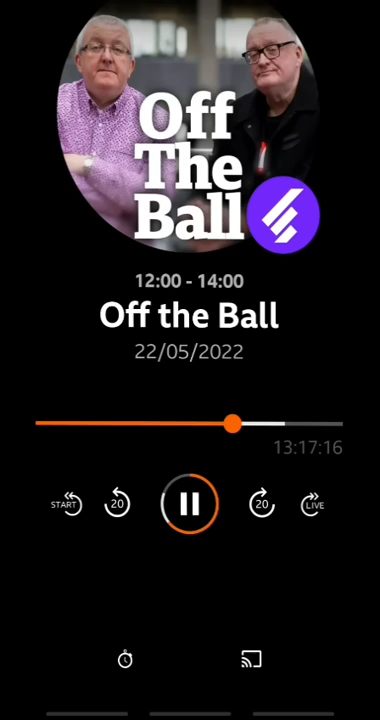 Off
The
Ball
12:00 - 14:00
Off the Ball
22/05/2022
13:17:16
START
20
20
LIVE